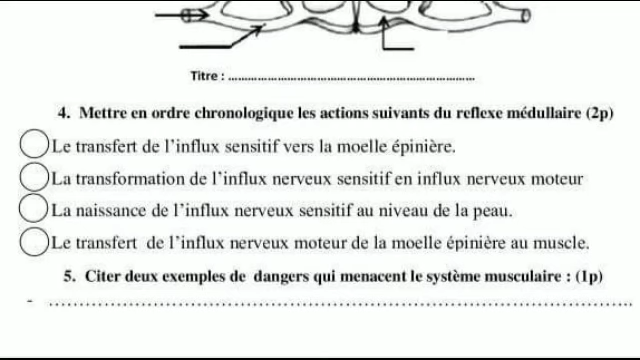 Titre : ........................................................................
4. Mettre en ordre chronologique les actions suivants du reflexe médullaire (2p)
Le transfert de l'influx sensitif vers la moelle épinière.
La transformation de l'influx nerveux sensitif en influx nerveux moteur
La naissance de l'influx nerveux sensitif au niveau de la peau.
Le transfert de l'influx nerveux moteur de la moelle épinière au muscle.
5. Citer deux exemples de dangers qui menacent le système musculaire : (1p)
- ........................................................................